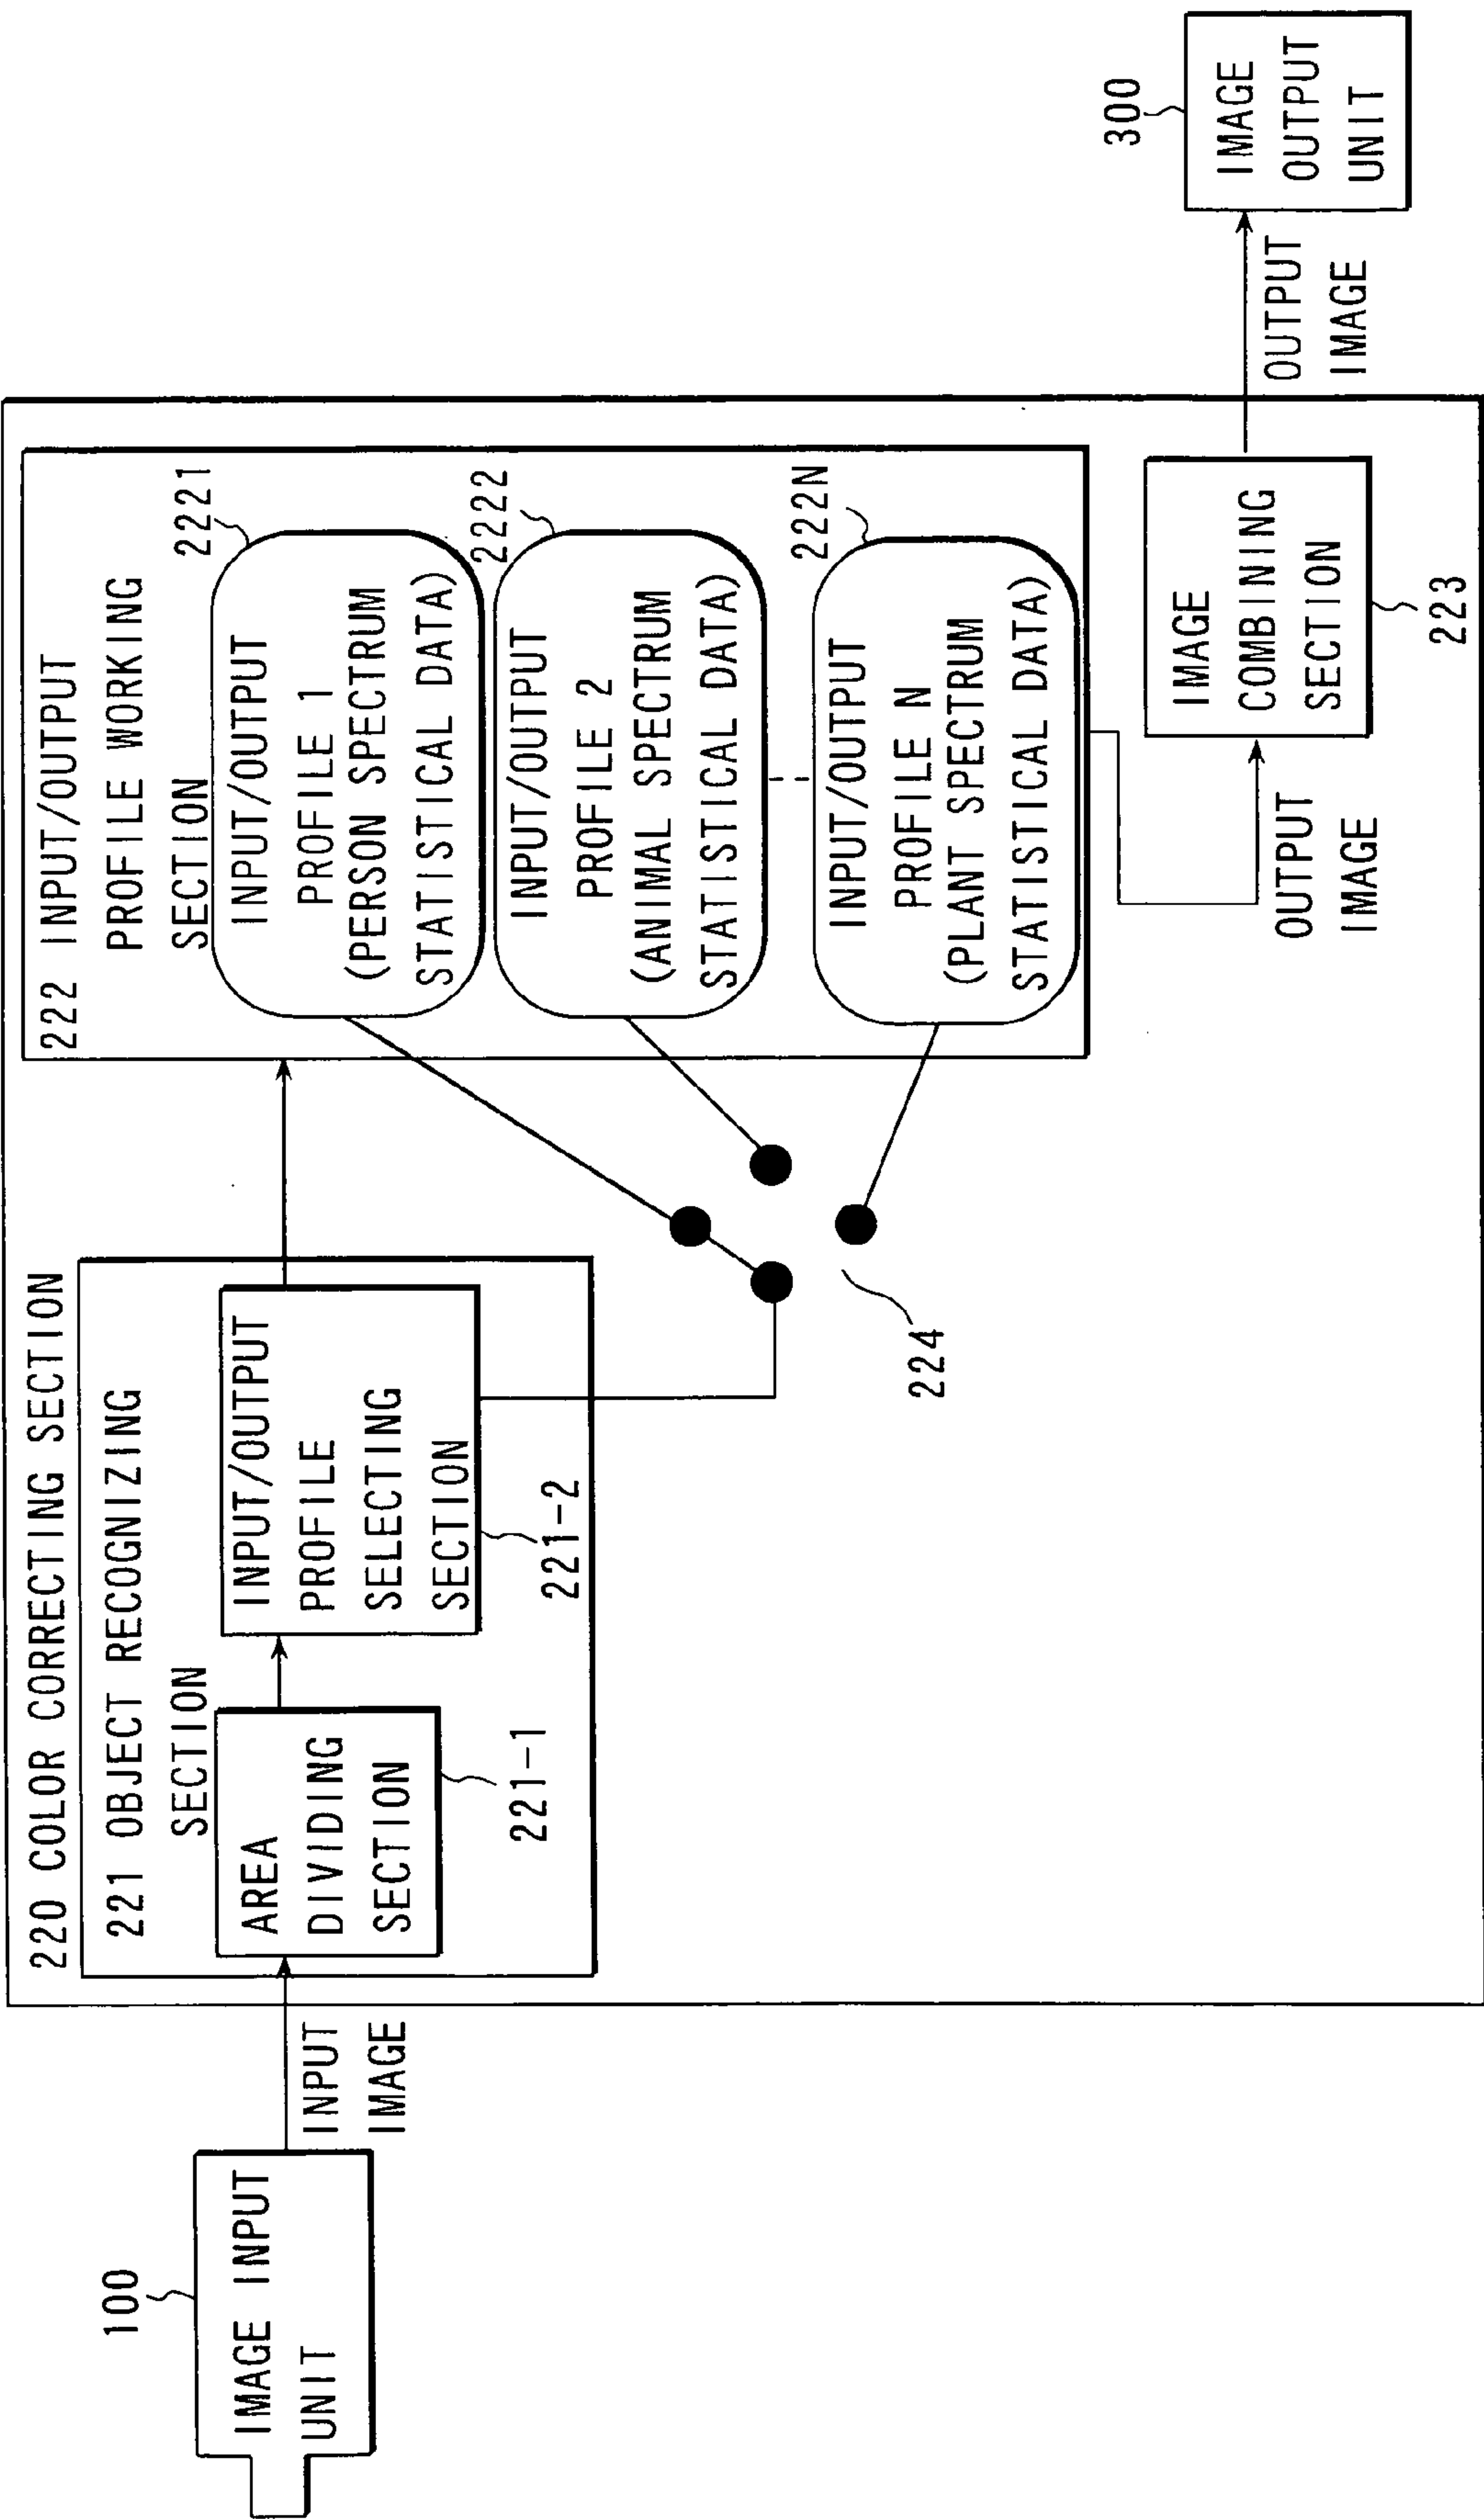 100
IMAGE INPUT
UNIT
INPUT
IMAGE
220 COLOR CORRECTING SECTION
221 OBJECT RECOGNIZING
SECTION
AREA
DIVIDING
SECTION
221-1
INPUT/OUTPUT
PROFILE
SELECTING
SECTION
221-2
224
222 INPUT/OUTPUT
PROFILE WORKING
SECTION
2221
INPUT/OUTPUT
PROFILE 1
(PERSON SPECTRUM
STATISTICAL DATA)
2222
INPUT/OUTPUT
PROFILE 2
(ANIMAL SPECTRUM
STATISTICAL DATA)
222N
INPUT/OUTPUT
PROFILE N
(PLANT SPECTRUM
STATISTICAL DATA)
OUTPUT
IMAGE
IMAGE
COMBINING
SECTION
223
OUTPUT
IMAGE
300
IMAGE
OUTPUT
UNIT